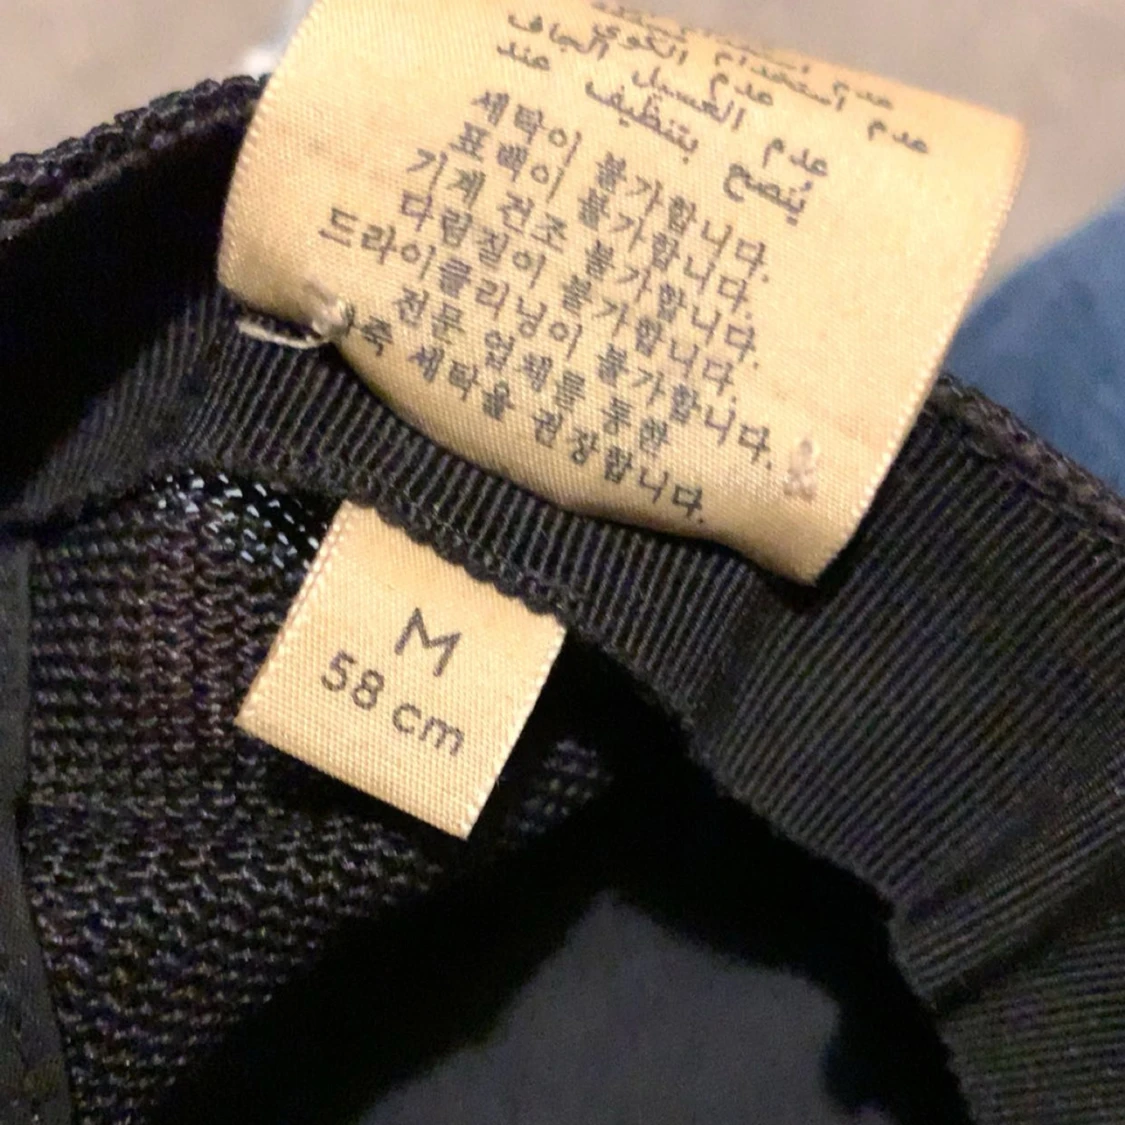 عدم استخدام الكوي
عدم الغسيل الجاف
بتنظيف عند
ينصح
세탁이 불가합니다.
표백이 불가합니다.
기계 건조 불가합니다.
다림질이 불가합니다.
드라이클리닝이 불가합니다.
전문 업체를 통한
가죽 세탁을 권장합니다.
M
58 cm